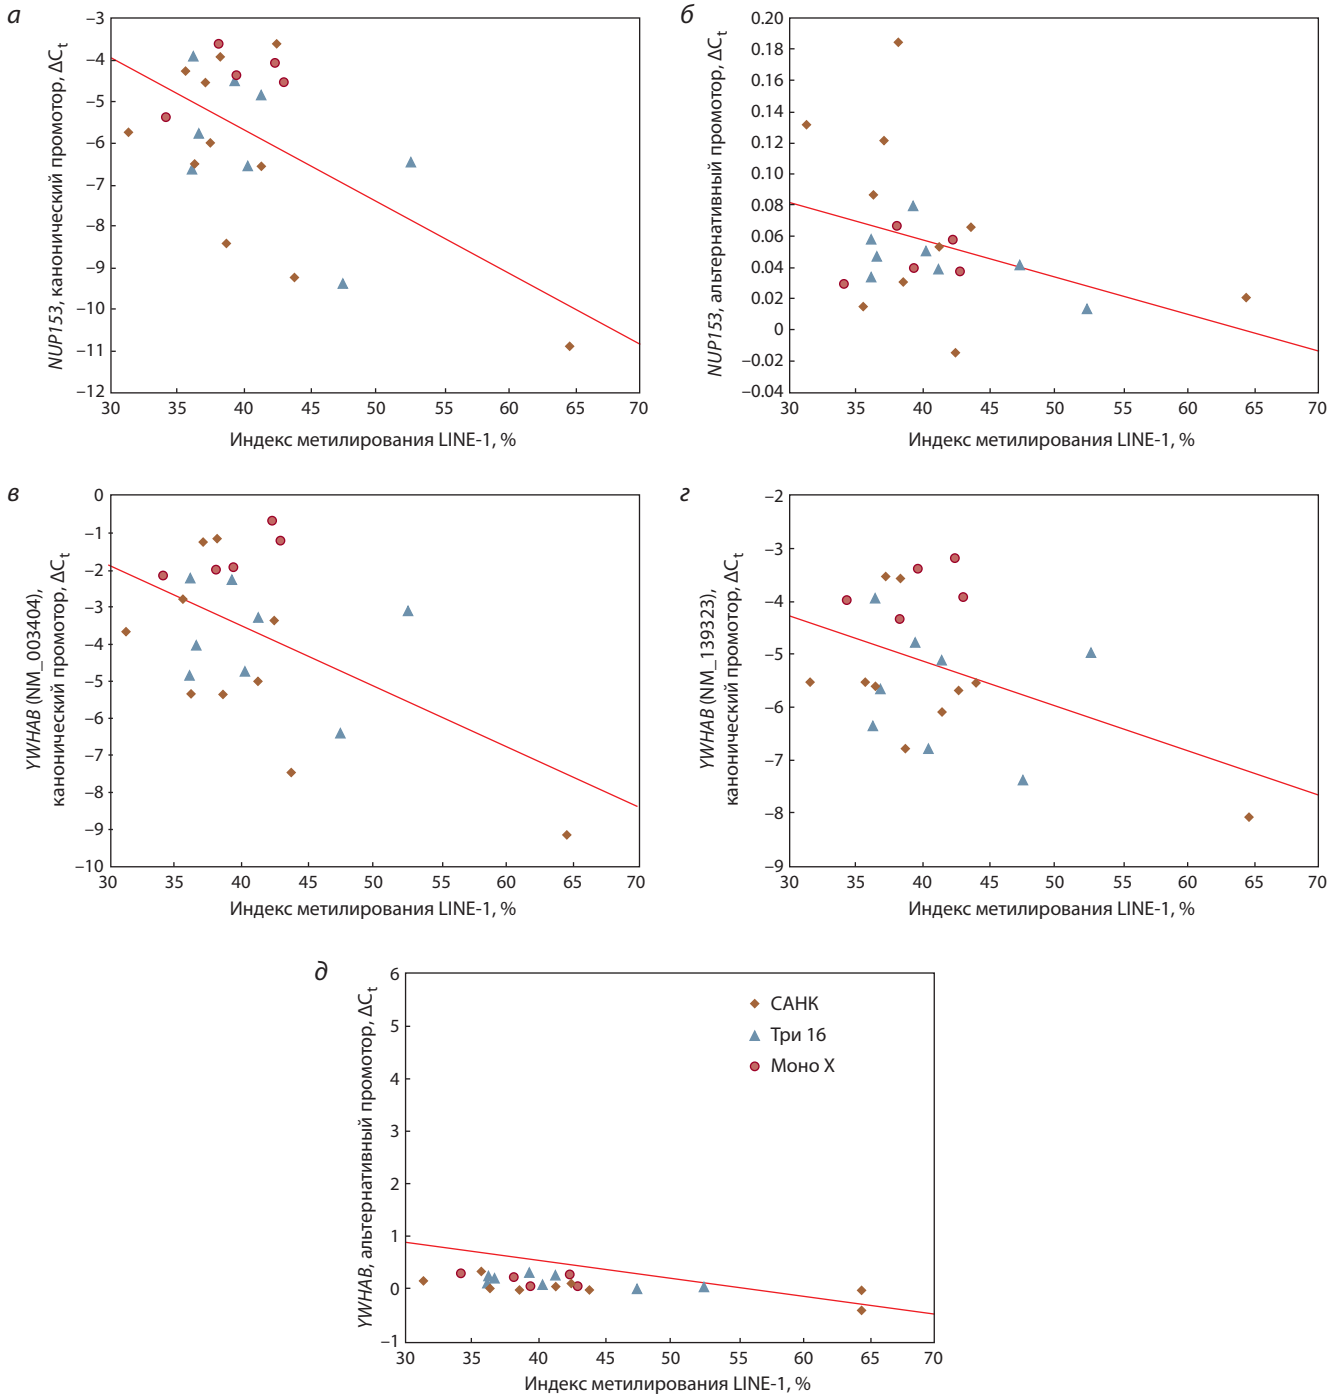 а
NUP153, канонический промотор, ΔCt
−3
−4
−5
−6
−7
−8
−9
−10
−11
−12
30 35 40 45 50 55 60 65 70
Индекс метилирования LINE-1, %
б
NUP153, альтернативный промотор, ΔCt
0.20
0.18
0.16
0.14
0.12
0.10
0.08
0.06
0.04
0.02
0
−0.02
−0.04
30 35 40 45 50 55 60 65 70
Индекс метилирования LINE-1, %
в
YWHAB (NM_003404),
канонический промотор, ΔCt
0
−1
−2
−3
−4
−5
−6
−7
−8
−9
−10
30 35 40 45 50 55 60 65 70
Индекс метилирования LINE-1, %
г
YWHAB (NM_139323),
канонический промотор, ΔCt
−2
−3
−4
−5
−6
−7
−8
−9
30 35 40 45 50 55 60 65 70
Индекс метилирования LINE-1, %
д
YWHAB, альтернативный промотор, ΔCt
6
5
4
3
2
1
0
−1
САНК
Три 16
Моно X
30 35 40 45 50 55 60 65 70
Индекс метилирования LINE-1, %